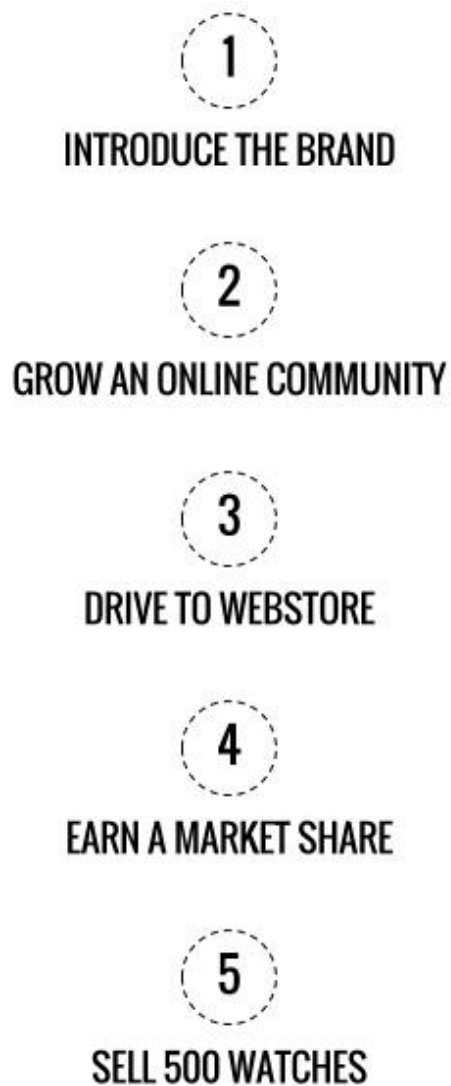 1
INTRODUCE THE BRAND
2
GROW AN ONLINE COMMUNITY
3
DRIVE TO WEBSTORE
4
EARN A MARKET SHARE
5
SELL 500 WATCHES